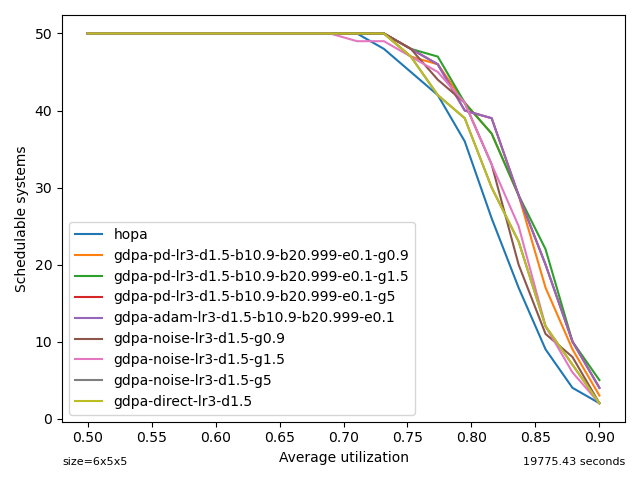 50
40
30
20
10
0
Schedulable systems
hopa
gdpa-pd-lr3-d1.5-b10.9-b20.999-e0.1-g0.9
gdpa-pd-lr3-d1.5-b10.9-b20.999-e0.1-g1.5
gdpa-pd-lr3-d1.5-b10.9-b20.999-e0.1-g5
gdpa-adam-lr3-d1.5-b10.9-b20.999-e0.1
gdpa-noise-lr3-d1.5-g0.9
gdpa-noise-lr3-d1.5-g1.5
gdpa-noise-lr3-d1.5-g5
gdpa-direct-lr3-d1.5
0.50 0.55 0.60 0.65 0.70 0.75 0.80 0.85 0.90
Average utilization
size=6x5x5
19775.43 seconds